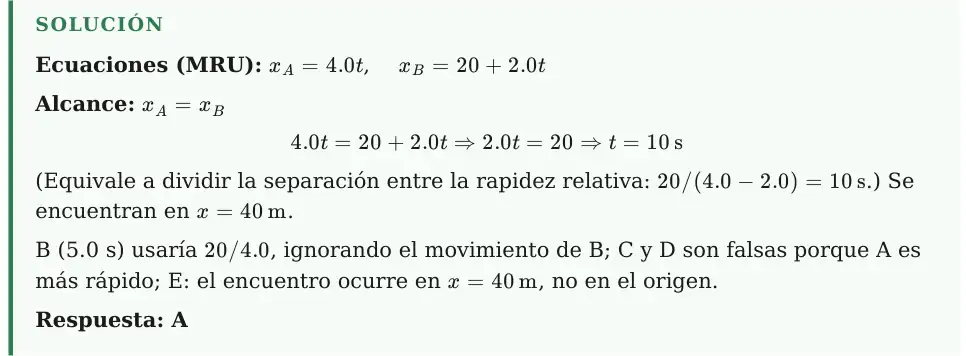 SOLUCIÓN
Ecuaciones (MRU): x_A = 4.0t, x_B = 20 + 2.0t
Alcance: x_A = x_B
4.0t = 20 + 2.0t ⇒ 2.0t = 20 ⇒ t = 10 s
(Equivale a dividir la separación entre la rapidez relativa: 20/(4.0 − 2.0) = 10 s.) Se
encuentran en x = 40 m.
B (5.0 s) usaría 20/4.0, ignorando el movimiento de B; C y D son falsas porque A es
más rápido; E: el encuentro ocurre en x = 40 m, no en el origen.
Respuesta: A